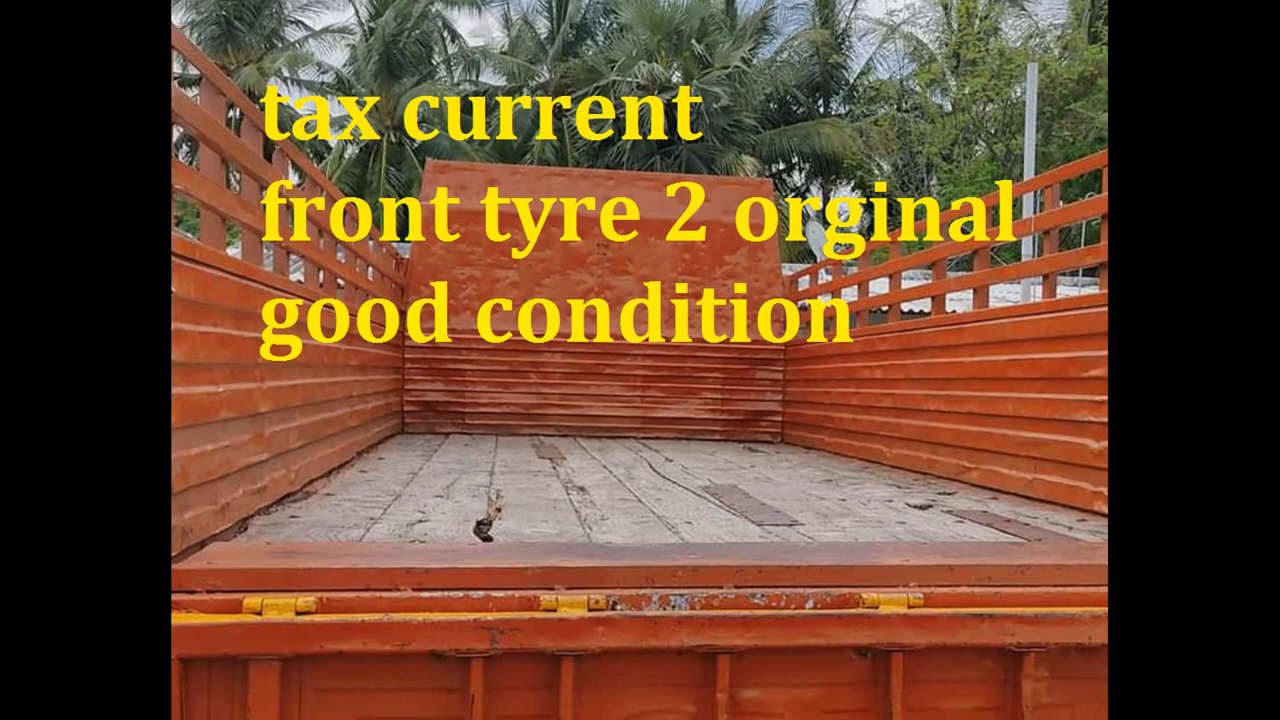 tax current
front tyre 2 orginal
good condition